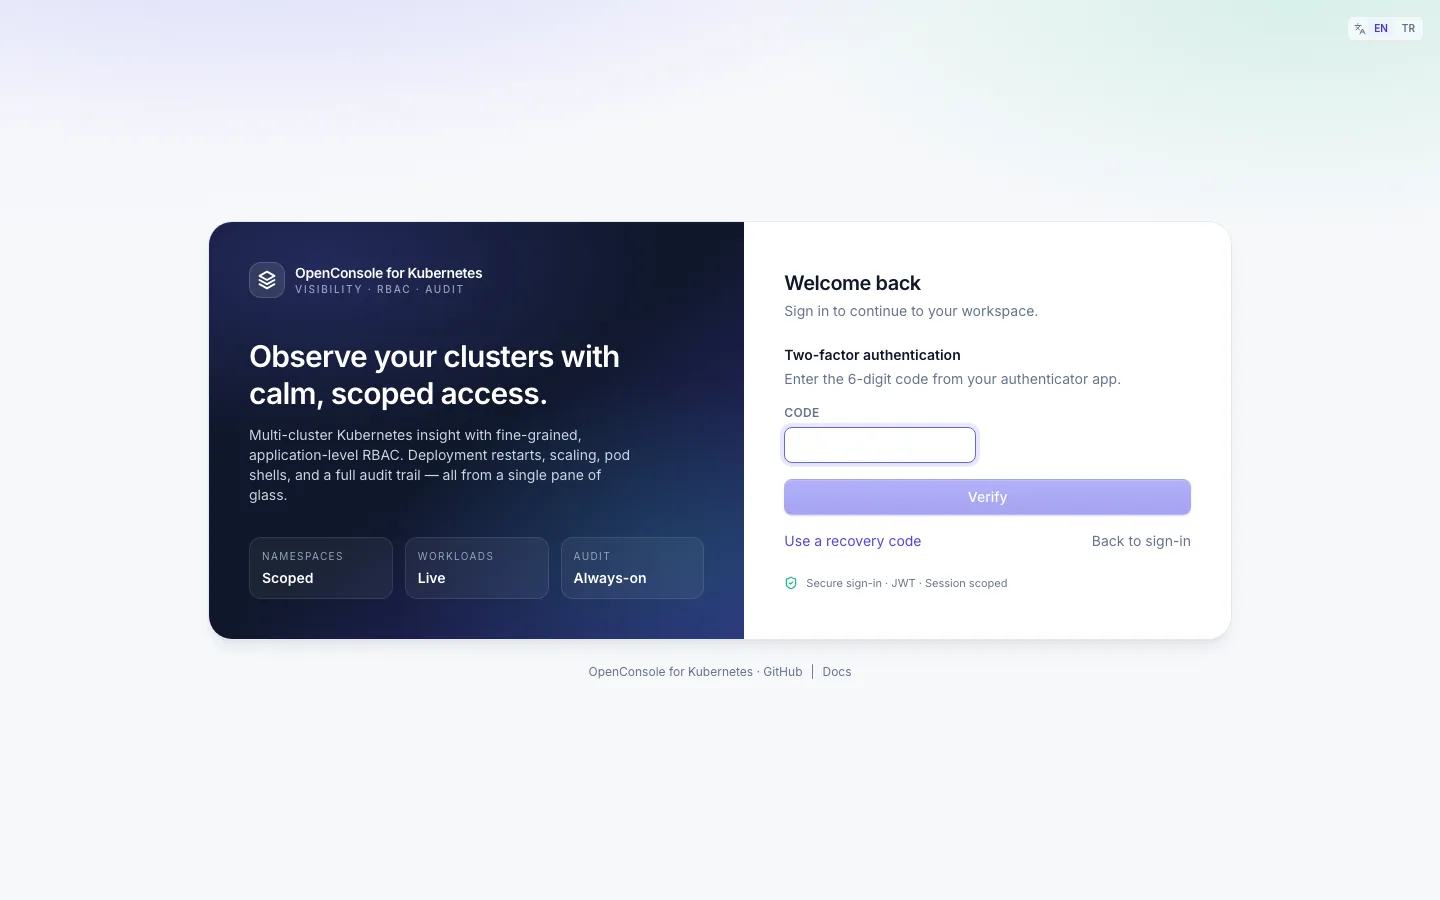 EN TR
OpenConsole for Kubernetes
VISIBILITY · RBAC · AUDIT
Observe your clusters with
calm, scoped access.
Multi-cluster Kubernetes insight with fine-grained,
application-level RBAC. Deployment restarts, scaling, pod
shells, and a full audit trail — all from a single pane of
glass.
NAMESPACES
Scoped
WORKLOADS
Live
AUDIT
Always-on
Welcome back
Sign in to continue to your workspace.
Two-factor authentication
Enter the 6-digit code from your authenticator app.
CODE
Verify
Use a recovery code
Back to sign-in
Secure sign-in · JWT · Session scoped
OpenConsole for Kubernetes · GitHub | Docs